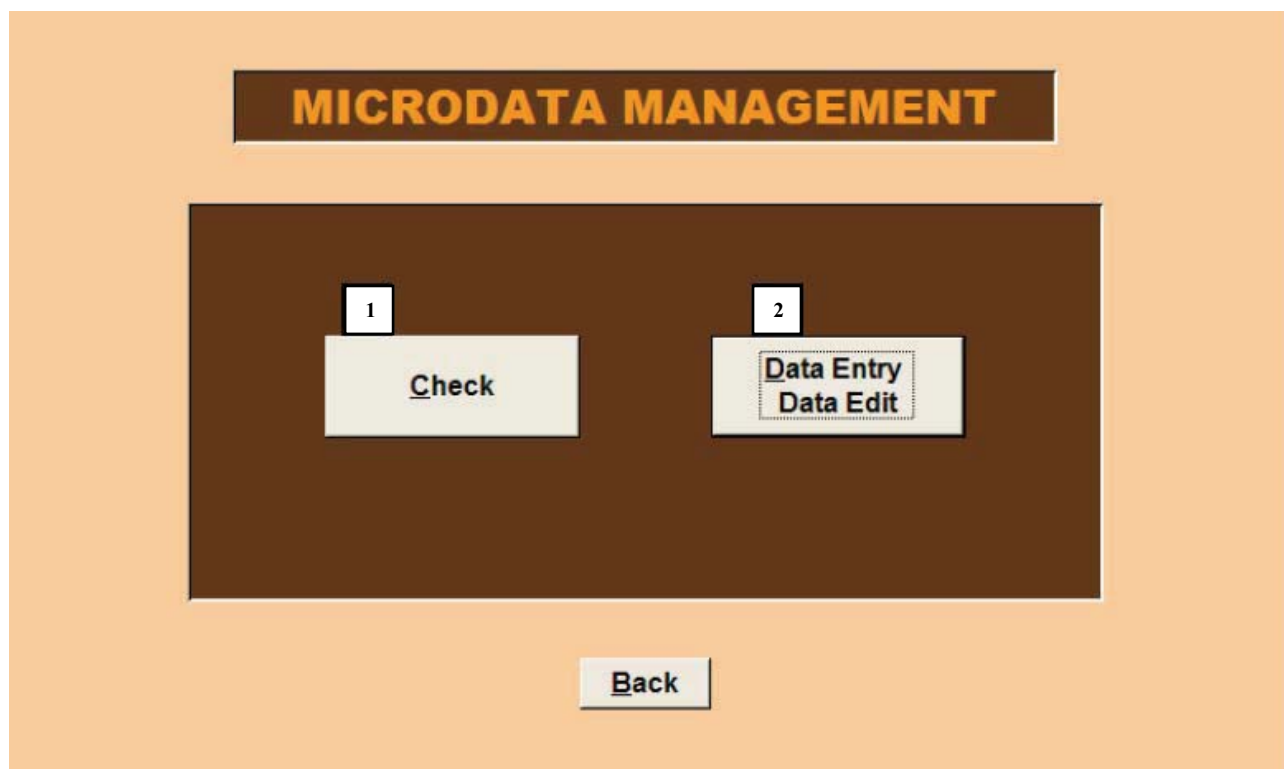 MICRODATA MANAGEMENT
1
2
Check
Data Entry
Data Edit
Back